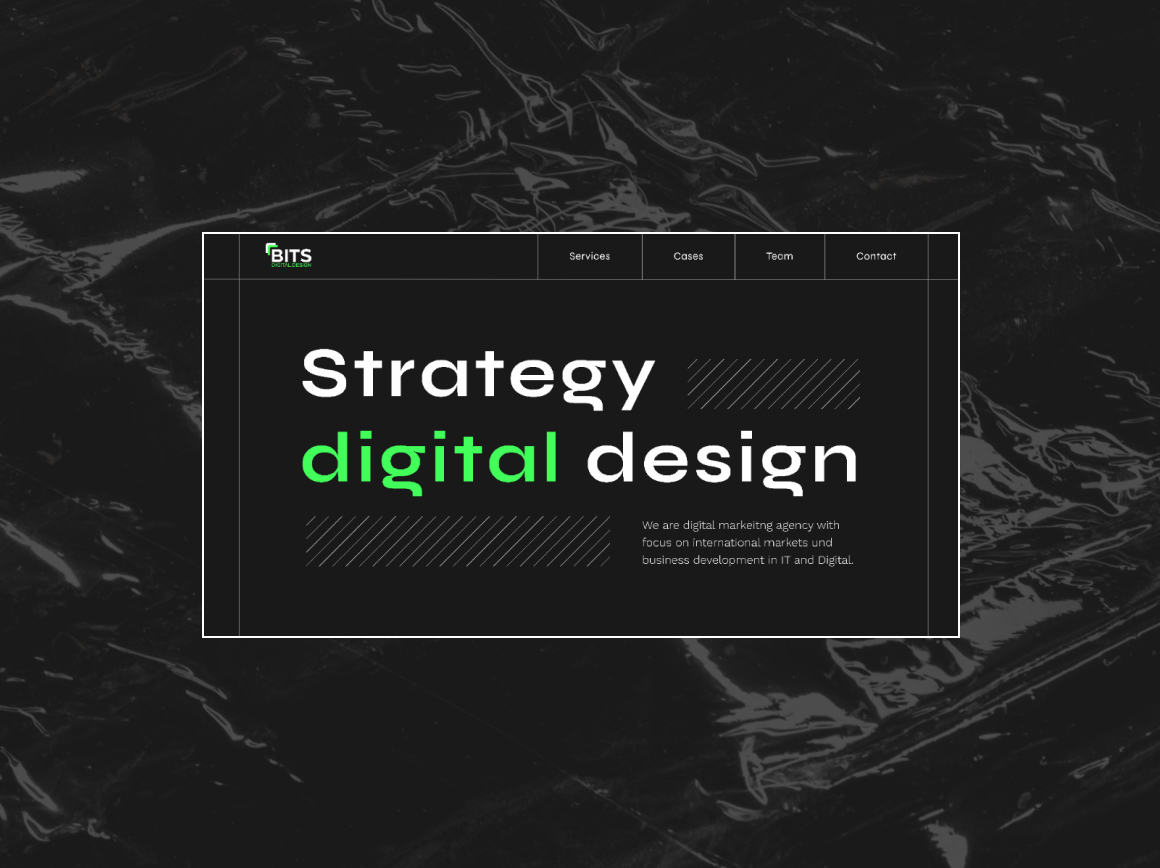 BITS
DIGITAL DESIGN
Services
Cases
Team
Contact
Strategy
digital design
We are digital markeitng agency with
focus on international markets und
business development in IT and Digital.